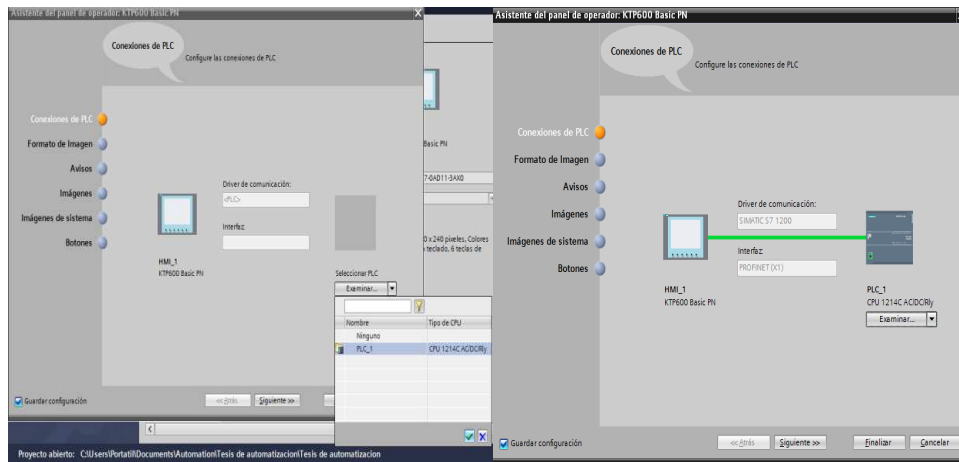 Asistente del panel de operador: KTP600 Basic PN
X
Conexiones de PLC
Configure las conexiones de PLC
Conexiones de PLC
Formato de Imagen
Avisos
Imágenes
Imágenes de sistema
Botones
Driver de comunicación:
<PLC>
Interfaz:
HMI_1
KTP600 Basic PN
Seleccionar PLC
Examinar...
Nombre
Tipo de CPU
Ninguno
PLC_1
CPU 1214C AC/DC/Rly
Guardar configuración
<< Atrás
Siguiente >>
Basic PN
7-0AD11-3AX0
0 x 240 píxeles, Colores
teclado, 6 teclas de
Proyecto abierto: C:\Users\Portatil\Documents\Automation\Tesis de automatizacion\Tesis de automatizacion
Asistente del panel de operador: KTP600 Basic PN
Conexiones de PLC
Configure las conexiones de PLC
Conexiones de PLC
Formato de Imagen
Avisos
Imágenes
Imágenes de sistema
Botones
Driver de comunicación:
SIMATIC S7 1200
Interfaz:
PROFINET (X1)
HMI_1
KTP600 Basic PN
PLC_1
CPU 1214C AC/DC/Rly
Examinar...
Guardar configuración
<< Atrás
Siguiente >>
Finalizar
Cancelar